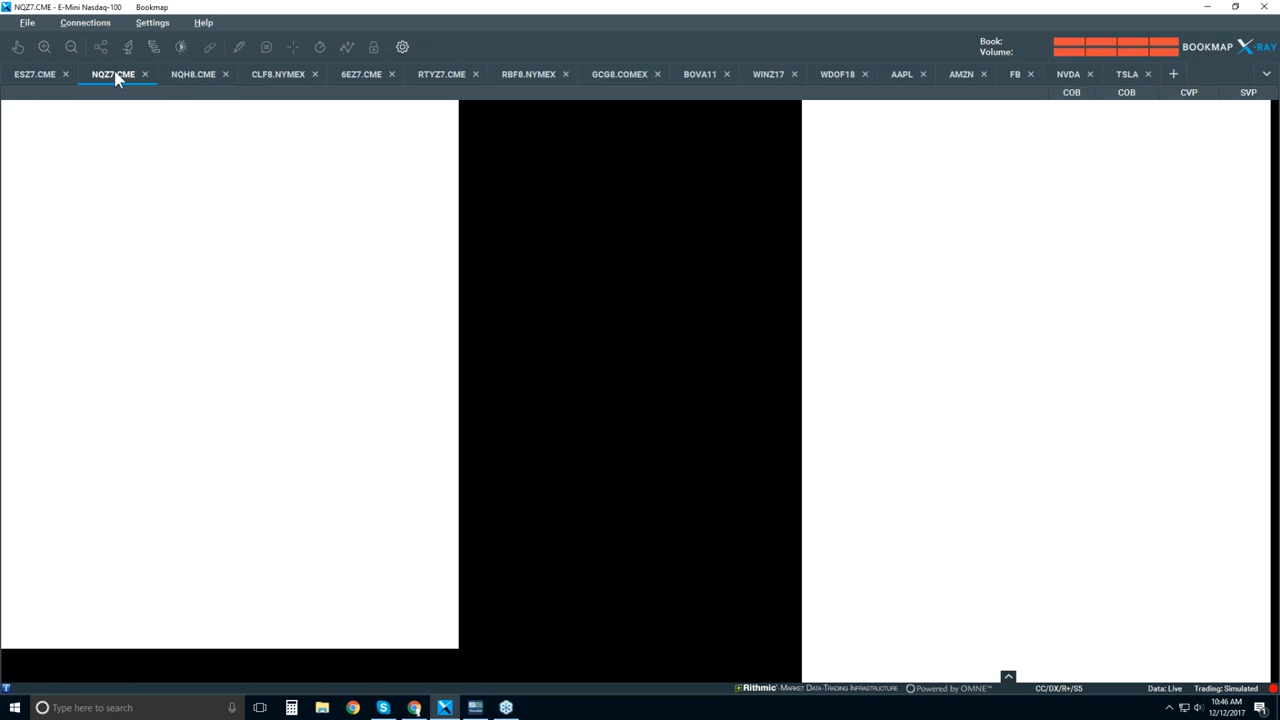 NQZ7.CME - E-Mini Nasdaq-100 Bookmap
File Connections Settings Help
Book:
Volume:
BOOKMAP X-RAY
ESZ7.CME NQZ7.CME NQH8.CME CLF8.NYMEX 6EZ7.CME RTYZ7.CME RBF8.NYMEX GCG8.COMEX BOVA11 WINZ17 WDOF18 AAPL AMZN FB NVDA TSLA
COB COB CVP SVP
Rithmic-Market Data-Trading Infrastructure Powered by OMNE™ CC/DX/R+/S5 Data: Live Trading: Simulated
Type here to search
10:46 AM
12/12/2017
1